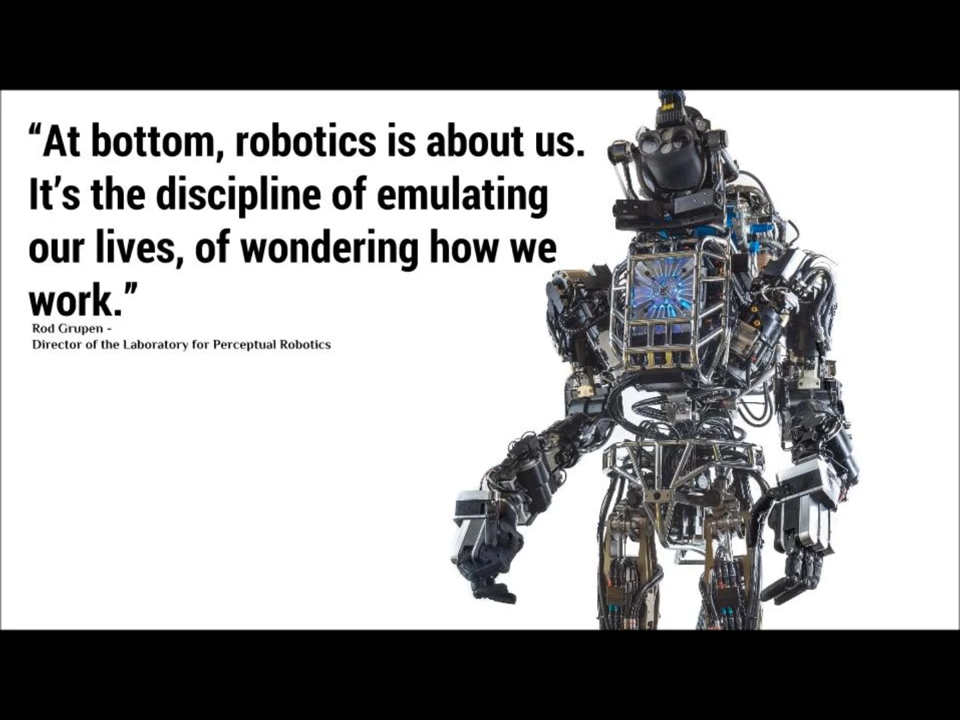 “At bottom, robotics is about us.
It’s the discipline of emulating
our lives, of wondering how we
work.”
Rod Grupen -
Director of the Laboratory for Perceptual Robotics